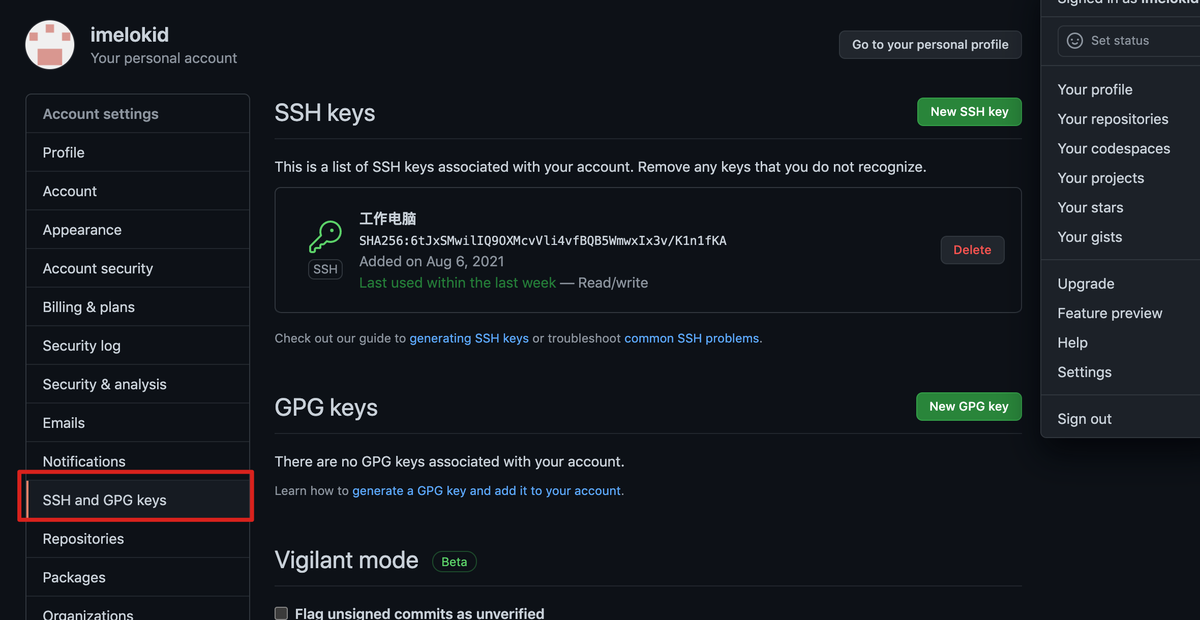 imelokid
Your personal account
Go to your personal profile
Account settings
Profile
Account
Appearance
Account security
Billing & plans
Security log
Security & analysis
Emails
Notifications
SSH and GPG keys
Repositories
Packages
Organizations
SSH keys
New SSH key
This is a list of SSH keys associated with your account. Remove any keys that you do not recognize.
SSH
工作电脑
SHA256:6tJxSMwilIQ9OXMcvVli4vfBQB5WmwxIx3v/K1n1fKA
Added on Aug 6, 2021
Last used within the last week — Read/write
Delete
Check out our guide to generating SSH keys or troubleshoot common SSH problems.
GPG keys
New GPG key
There are no GPG keys associated with your account.
Learn how to generate a GPG key and add it to your account.
Vigilant mode
Beta
Flag unsigned commits as unverified
Signed in as imelokid
Set status
Your profile
Your repositories
Your codespaces
Your projects
Your stars
Your gists
Upgrade
Feature preview
Help
Settings
Sign out